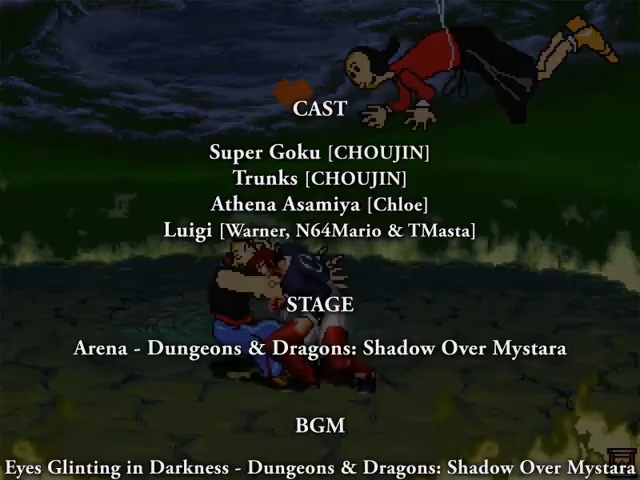 CAST
Super Goku [CHOUJIN]
Trunks [CHOUJIN]
Athena Asamiya [Chloe]
Luigi [Warner, N64Mario & TMasta]
STAGE
Arena - Dungeons & Dragons: Shadow Over Mystara
BGM
Eyes Glinting in Darkness - Dungeons & Dragons: Shadow Over Mystara